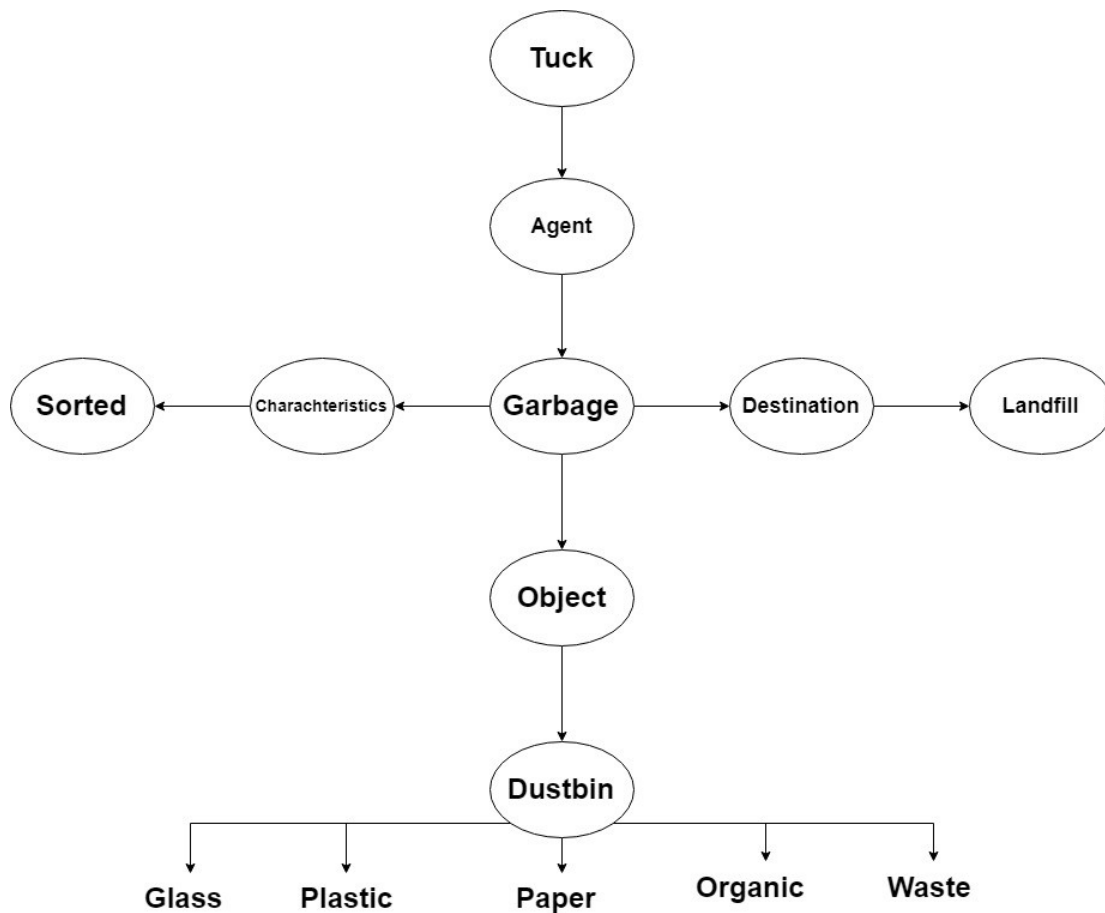 Tuck
Agent
Sorted
Charachteristics
Garbage
Destination
Landfill
Object
Dustbin
Glass
Plastic
Paper
Organic
Waste